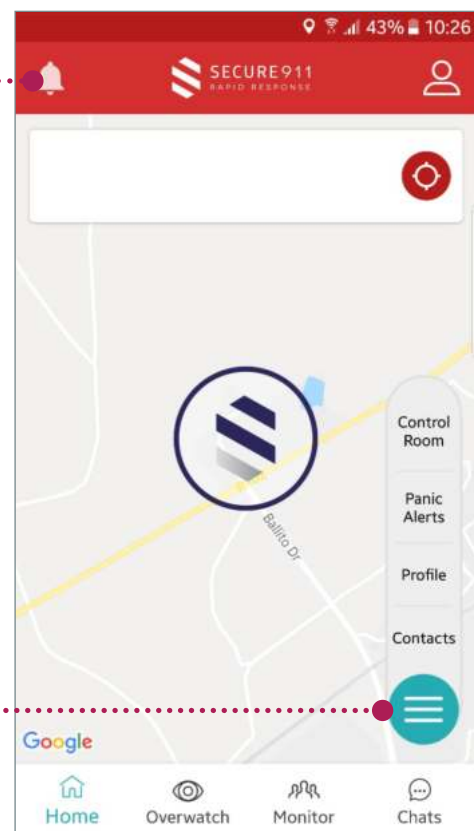 43% 10:26
SECURE911
RAPID RESPONSE
Control
Room
Panic
Alerts
Ballito Dr
Profile
Contacts
Google
Home Overwatch Monitor Chats